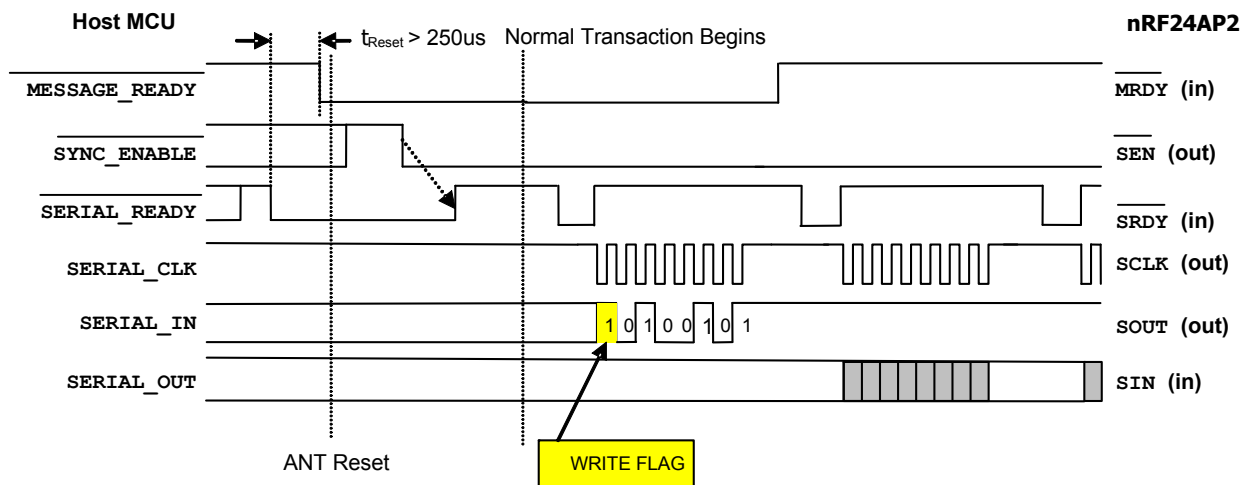 Host MCU
nRF24AP2
tReset > 250us
Normal Transaction Begins
MESSAGE_READY
MRDY (in)
SYNC_ENABLE
SEN (out)
SERIAL_READY
SRDY (in)
SERIAL_CLK
SCLK (out)
SERIAL_IN
1 0 1 0 0 1 0 1
SOUT (out)
SERIAL_OUT
SIN (in)
ANT Reset
WRITE FLAG